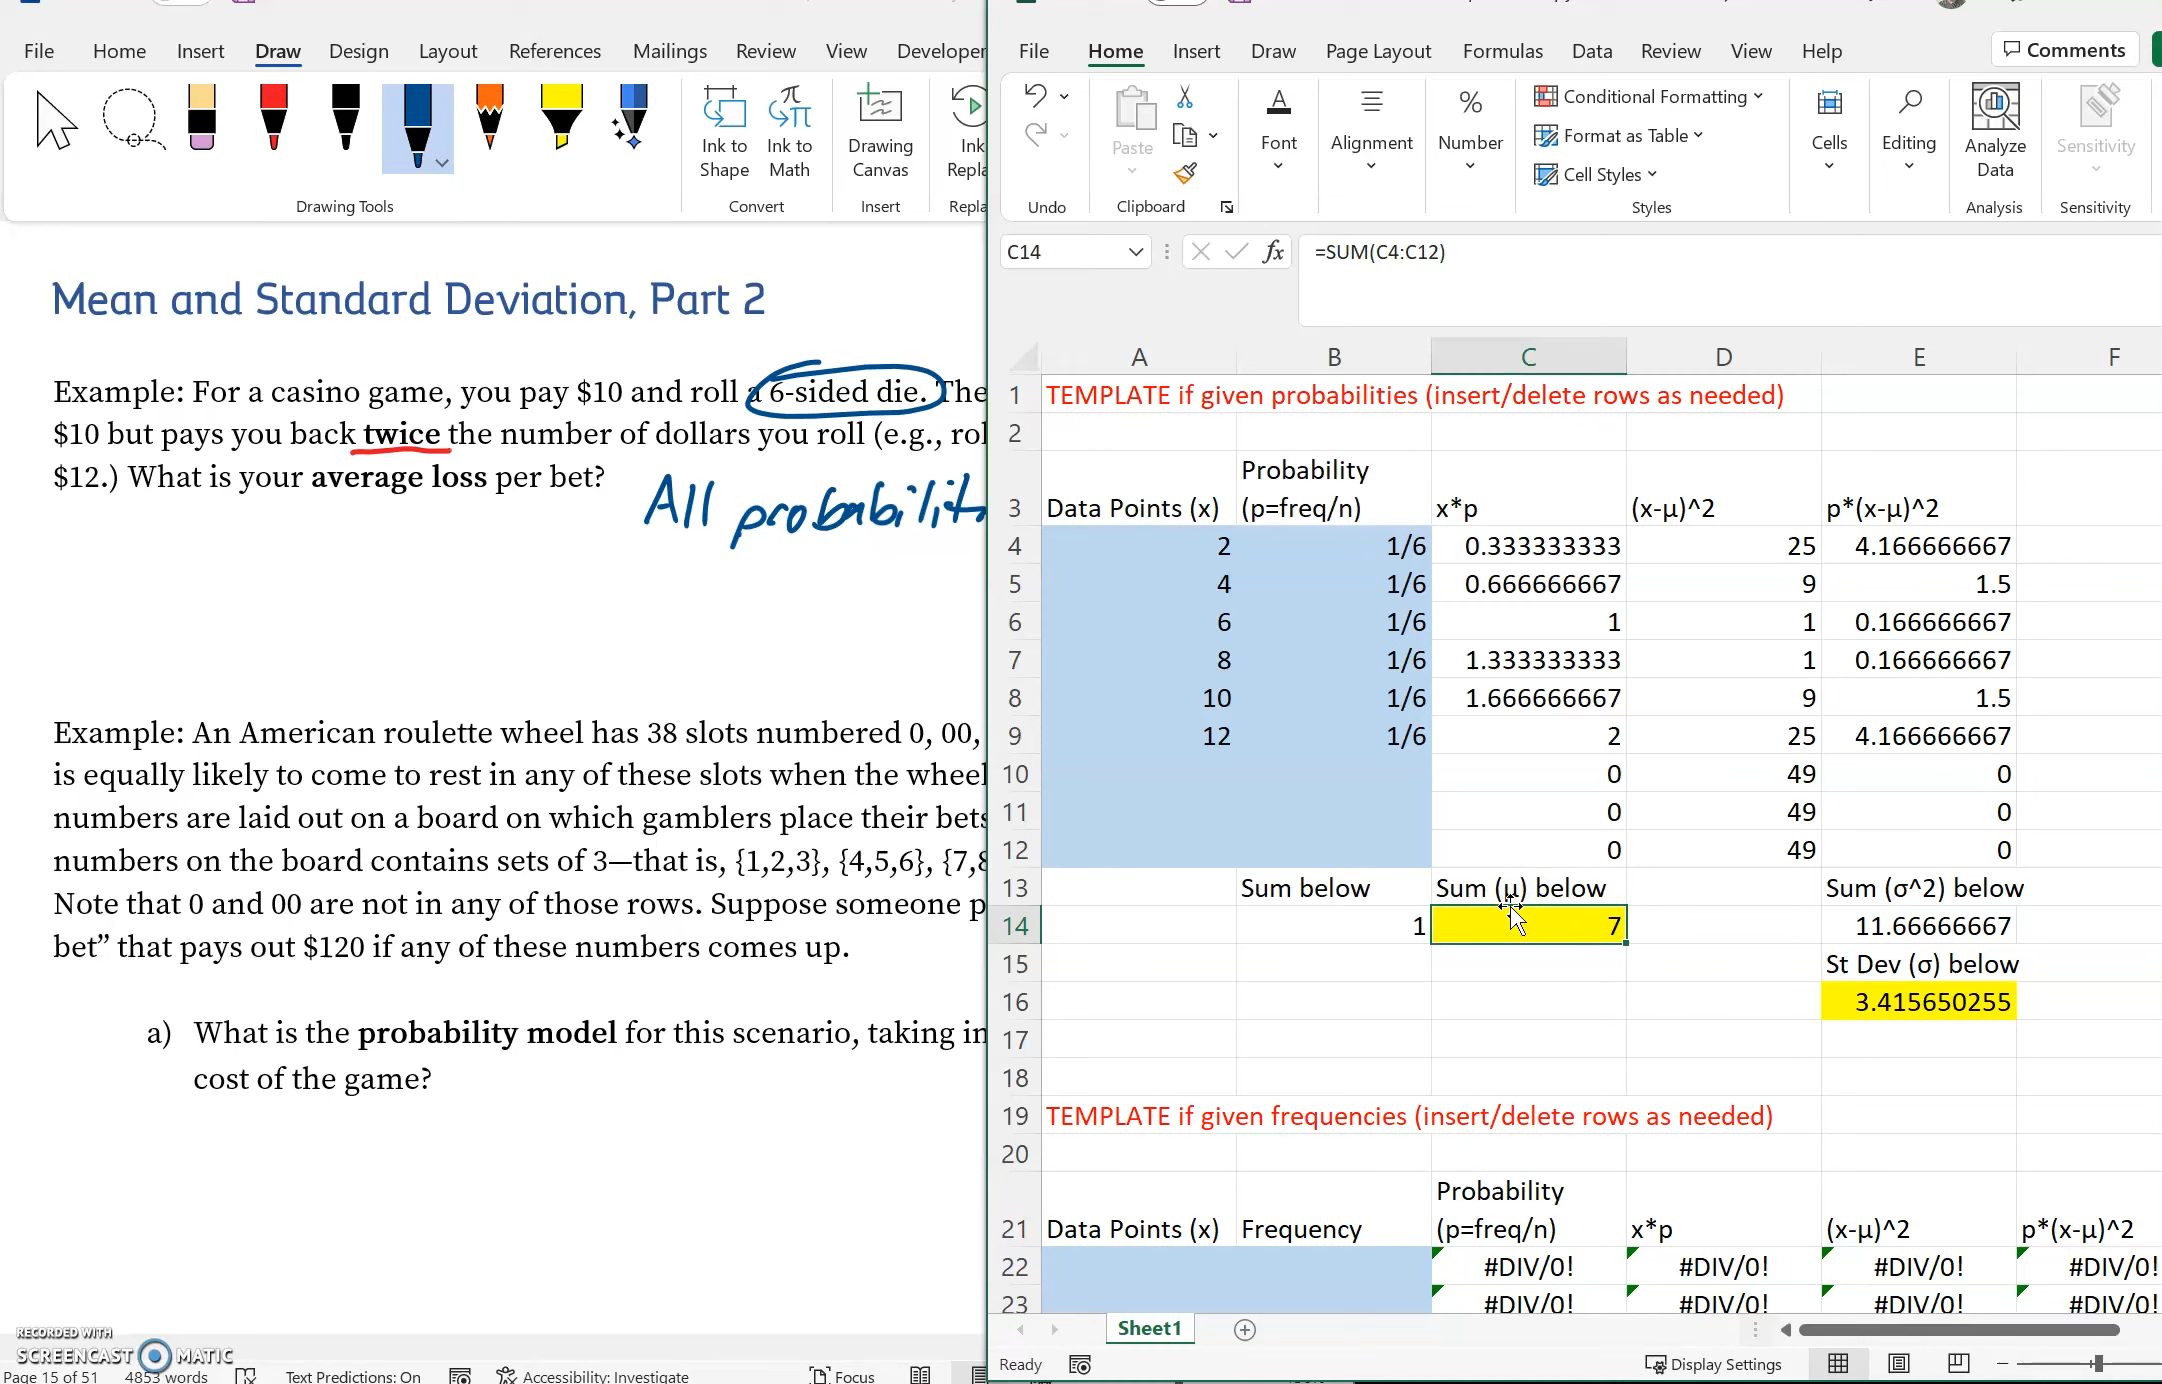 File Home Insert Draw Design Layout References Mailings Review View Developer
Ink to Shape
Ink to Math
Drawing Canvas
Ink
Drawing Tools Convert Insert
Mean and Standard Deviation, Part 2
Example: For a casino game, you pay $10 and roll a 6-sided die. The
$10 but pays you back twice the number of dollars you roll (e.g.,
$12.) What is your average loss per bet?
All
Example: An American roulette wheel has 38 slots numbered 0, 00,
is equally likely to come to rest in any of these slots when the wheel
numbers are laid out on a board on which gamblers place their bets
numbers on the board contains sets of 3—that is, {1,2,3}, {4,5,6}, {7,8
Note that 0 and 00 are not in any of those rows. Suppose someone p
bet” that pays out $120 if any of these numbers comes up.
a) What is the probability model for this scenario, taking in
cost of the game?
RECORDED WITH
SCREENCAST MATIC
Page 15 of 51 4853 words Text Predictions: On Accessibility: Investigate Focus
File Home Insert Draw Page Layout Formulas Data Review View Help Comments
Paste Font Alignment Number
Conditional Formatting
Format as Table
Cell Styles
Cells Editing
Analyze Data
Sensitivity
Undo Clipboard Styles Analysis Sensitivity
C14 fx =SUM(C4:C12)
A B C D E F
1 TEMPLATE if given probabilities (insert/delete rows as needed)
2
Probability
3 Data Points (x) (p=freq/n) x*p (x-μ)^2 p*(x-μ)^2
4 2 1/6 0.333333333 25 4.166666667
5 4 1/6 0.666666667 9 1.5
6 6 1/6 1 1 0.166666667
7 8 1/6 1.333333333 1 0.166666667
8 10 1/6 1.666666667 9 1.5
9 12 1/6 2 25 4.166666667
10 0 49 0
11 0 49 0
12 0 49 0
13 Sum below Sum (μ) below Sum (σ^2) below
14 1 7 11.66666667
15 St Dev (σ) below
16 3.415650255
17
18
19 TEMPLATE if given frequencies (insert/delete rows as needed)
20
Probability
21 Data Points (x) Frequency (p=freq/n) x*p (x-μ)^2 p*(x-μ)^2
22 #DIV/0! #DIV/0! #DIV/0! #DIV/0!
23 #DIV/0! #DIV/0! #DIV/0! #DIV/0!
Sheet1
Ready Display Settings